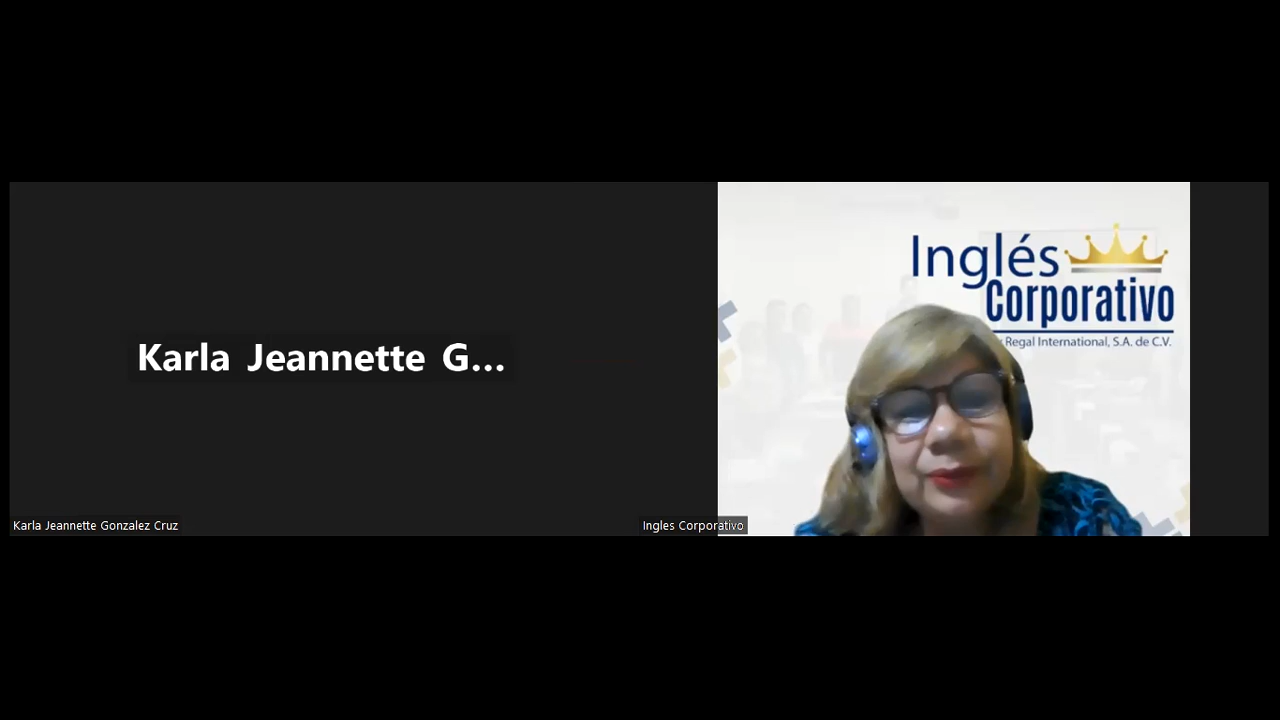 Karla Jeannette G...
Karla Jeannette Gonzalez Cruz
Inglés
Corporativo
Regal International, S.A. de C.V.
Ingles Corporativo